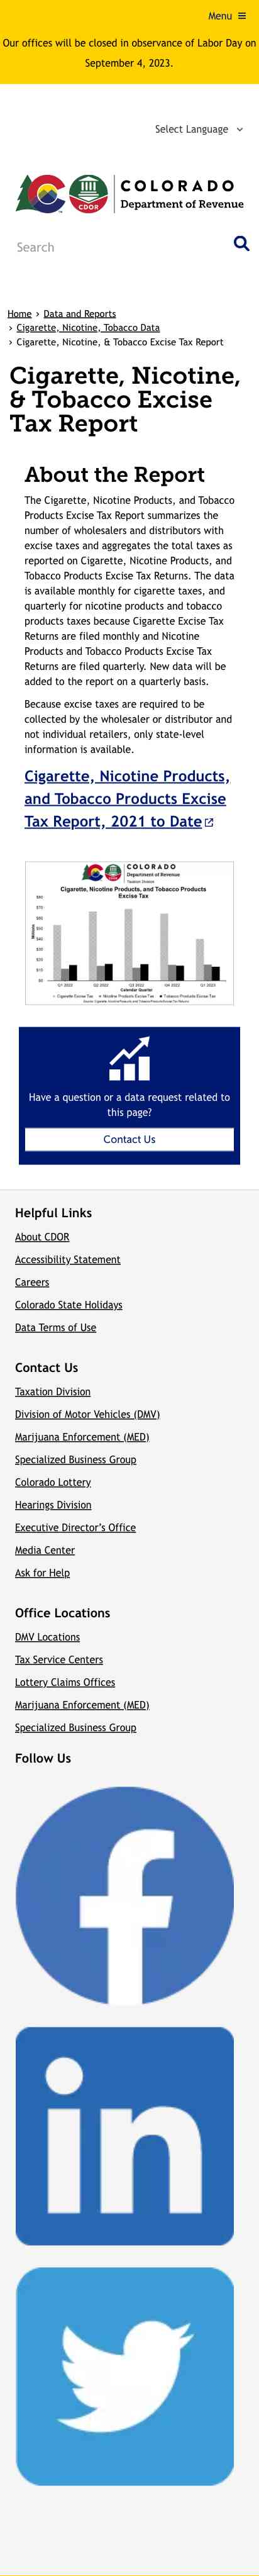 Menu ≡
Our offices will be closed in observance of Labor Day on
September 4, 2023.
Select Language
CDOR
COLORADO
Department of Revenue
Search
Home › Data and Reports
› Cigarette, Nicotine, Tobacco Data
› Cigarette, Nicotine, & Tobacco Excise Tax Report
Cigarette, Nicotine,
& Tobacco Excise
Tax Report
About the Report
The Cigarette, Nicotine Products, and Tobacco
Products Excise Tax Report summarizes the
number of wholesalers and distributors with
excise taxes and aggregates the total taxes as
reported on Cigarette, Nicotine Products, and
Tobacco Products Excise Tax Returns. The data
is available monthly for cigarette taxes, and
quarterly for nicotine products and tobacco
products taxes because Cigarette Excise Tax
Returns are filed monthly and Nicotine
Products and Tobacco Products Excise Tax
Returns are filed quarterly. New data will be
added to the report on a quarterly basis.
Because excise taxes are required to be
collected by the wholesaler or distributor and
not individual retailers, only state-level
information is available.
Cigarette, Nicotine Products,
and Tobacco Products Excise
Tax Report, 2021 to Date
COLORADO
Department of Revenue
Taxation Division
Cigarette, Nicotine Products, and Tobacco Products
Excise Tax
Millions
$80
$70
$60
$50
$40
$30
$20
$10
$0
Q1 2022 Q2 2022 Q3 2022 Q4 2022 Q1 2023
Calendar Quarter
Cigarette Excise Tax Nicotine Products Excise Tax Tobacco Products Excise Tax
Have a question or a data request related to
this page?
Contact Us
Helpful Links
About CDOR
Accessibility Statement
Careers
Colorado State Holidays
Data Terms of Use
Contact Us
Taxation Division
Division of Motor Vehicles (DMV)
Marijuana Enforcement (MED)
Specialized Business Group
Colorado Lottery
Hearings Division
Executive Director’s Office
Media Center
Ask for Help
Office Locations
DMV Locations
Tax Service Centers
Lottery Claims Offices
Marijuana Enforcement (MED)
Specialized Business Group
Follow Us
f
in